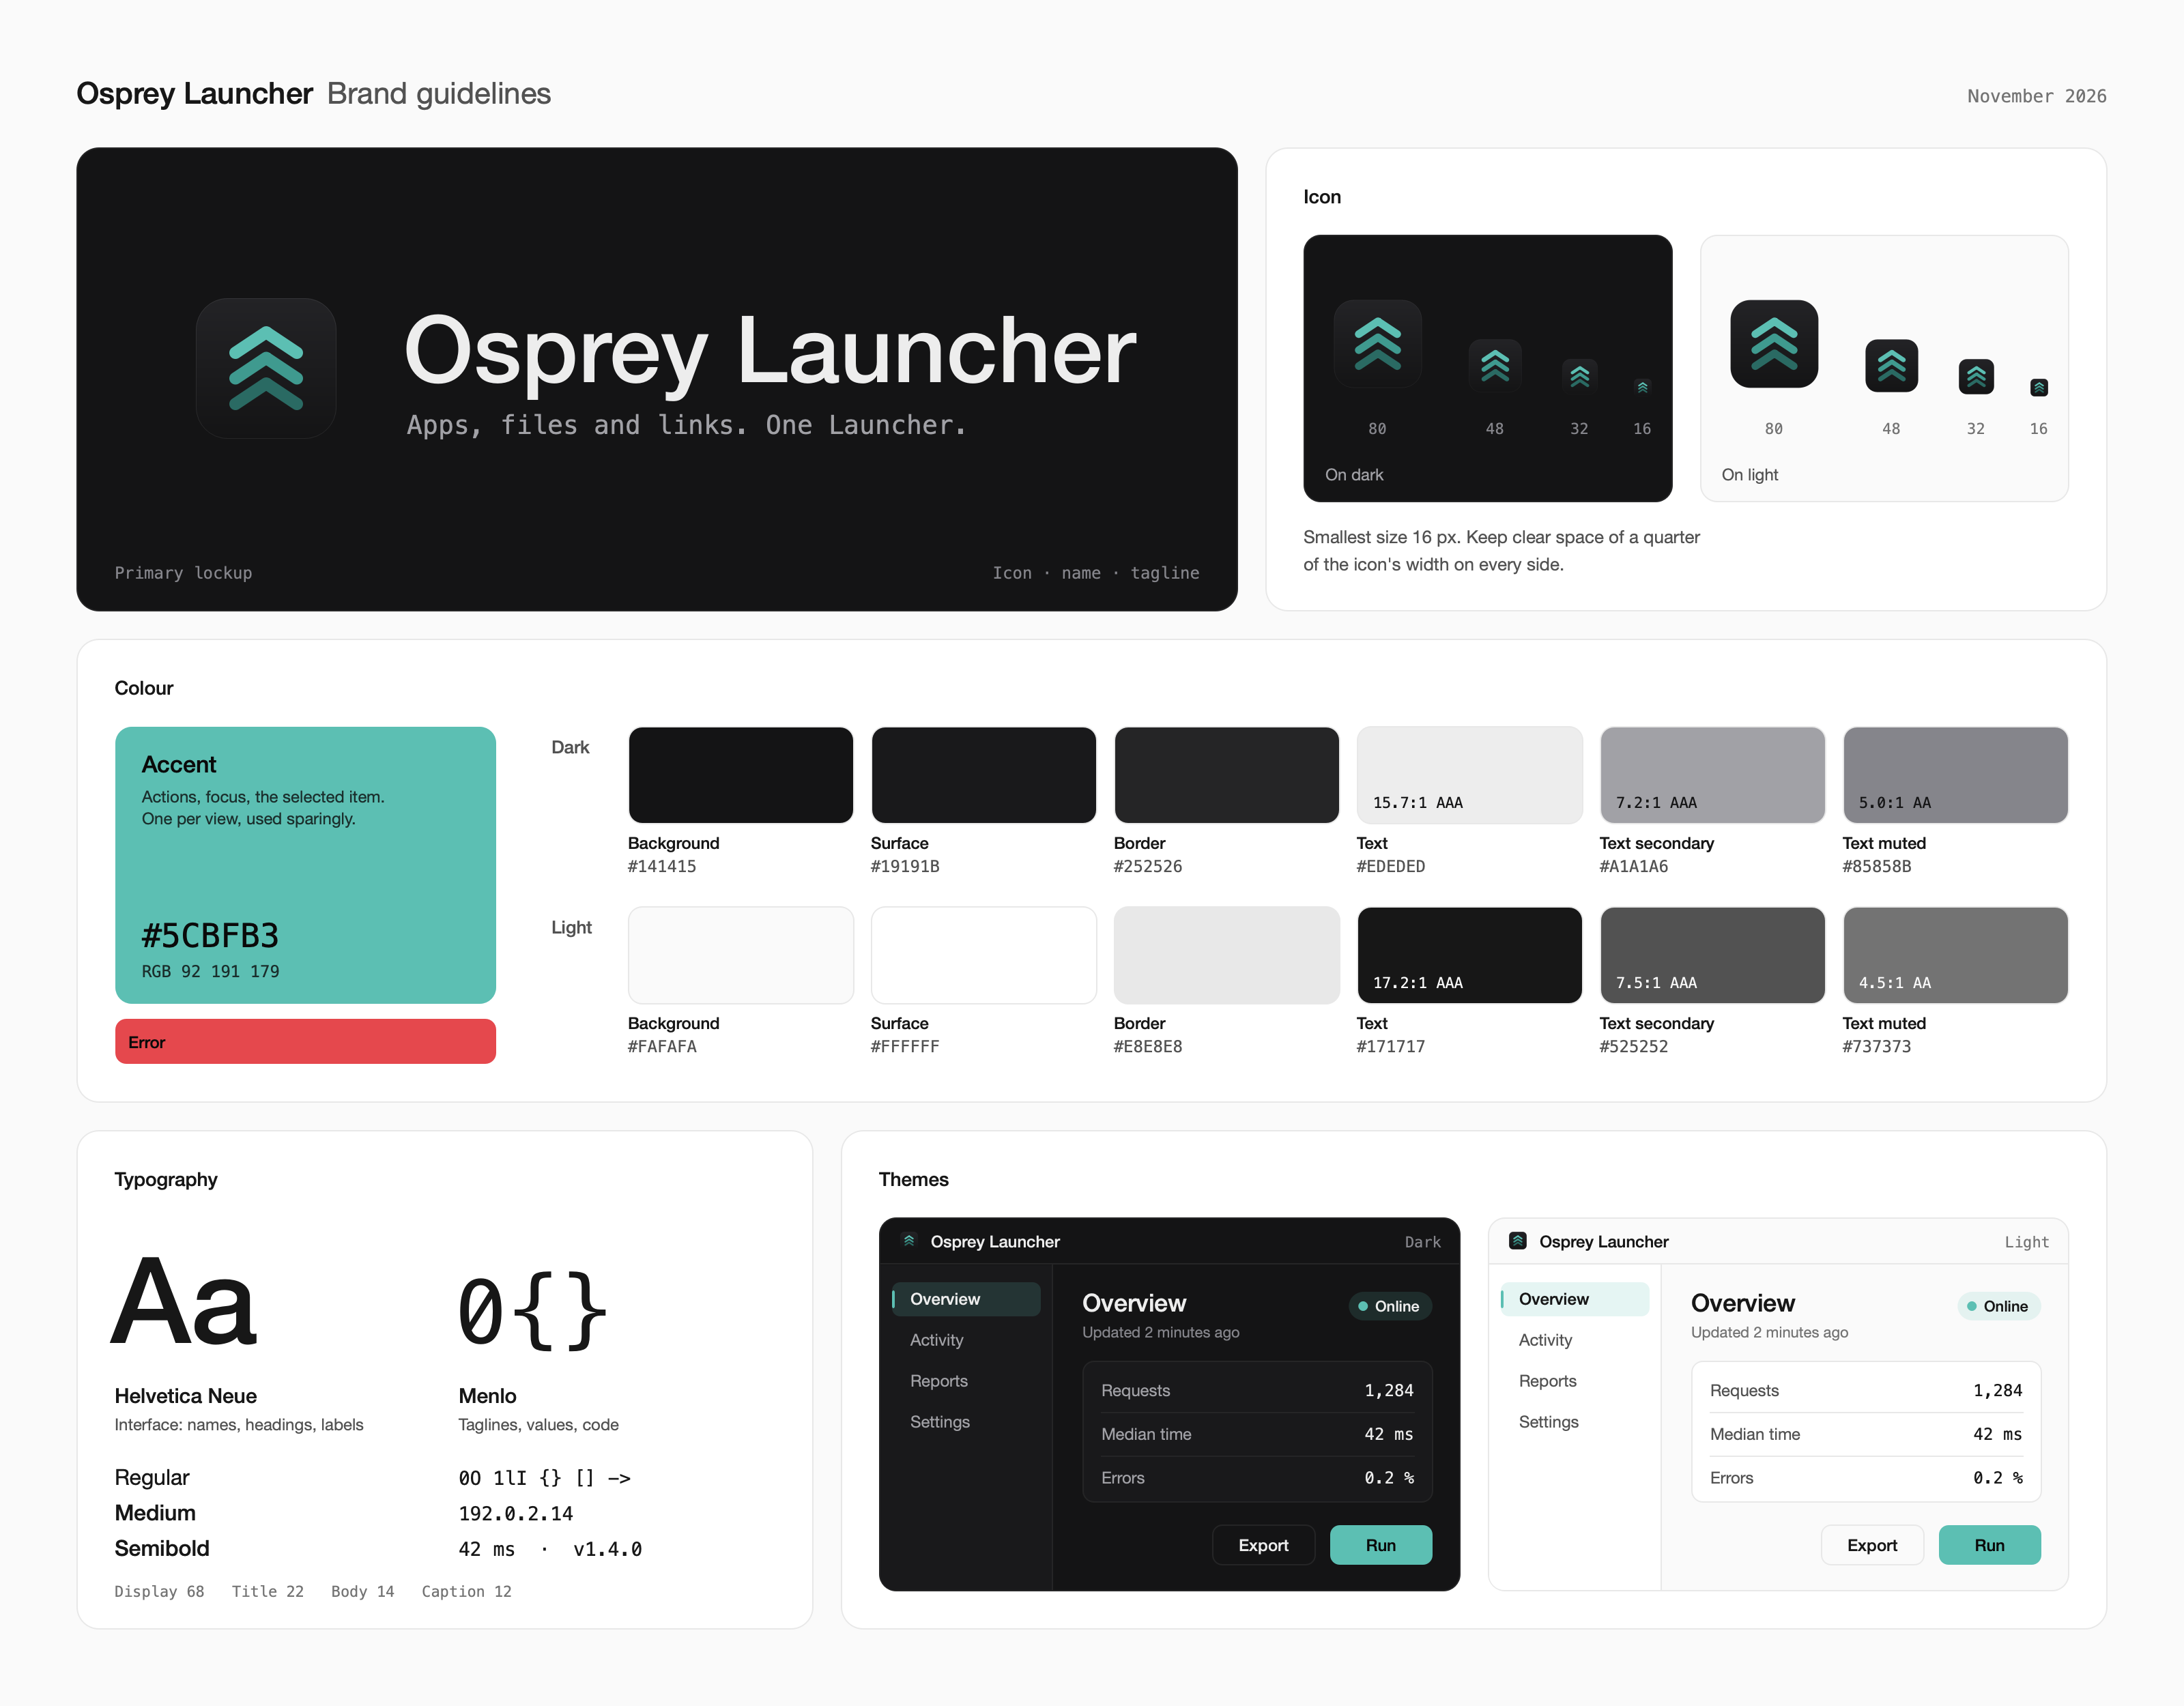 Osprey Launcher Brand guidelines
November 2026
Osprey Launcher
Apps, files and links. One Launcher.
Primary lockup
Icon · name · tagline
Icon
80 48 32 16
On dark
80 48 32 16
On light
Smallest size 16 px. Keep clear space of a quarter
of the icon's width on every side.
Colour
Accent
Actions, focus, the selected item.
One per view, used sparingly.
#5CBFB3
RGB 92 191 179
Error
Dark
15.7:1 AAA
7.2:1 AAA
5.0:1 AA
Background
#141415
Surface
#19191B
Border
#252526
Text
#EDEDED
Text secondary
#A1A1A6
Text muted
#85858B
Light
17.2:1 AAA
7.5:1 AAA
4.5:1 AA
Background
#FAFAFA
Surface
#FFFFFF
Border
#E8E8E8
Text
#171717
Text secondary
#525252
Text muted
#737373
Typography
Aa
Helvetica Neue
Interface: names, headings, labels
Regular
Medium
Semibold
0{}
Menlo
Taglines, values, code
0O 1lI {} [] ->
192.0.2.14
42 ms · v1.4.0
Display 68 Title 22 Body 14 Caption 12
Themes
Osprey Launcher
Dark
Overview
Activity
Reports
Settings
Overview
Online
Updated 2 minutes ago
Requests 1,284
Median time 42 ms
Errors 0.2 %
Export
Run
Osprey Launcher
Light
Overview
Activity
Reports
Settings
Overview
Online
Updated 2 minutes ago
Requests 1,284
Median time 42 ms
Errors 0.2 %
Export
Run